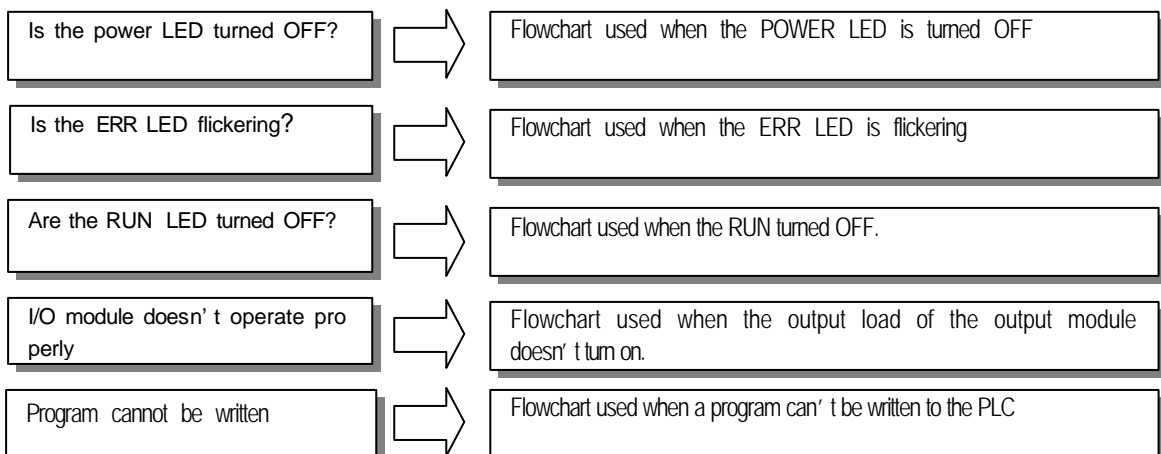 Is the power LED turned OFF?
Flowchart used when the POWER LED is turned OFF
Is the ERR LED flickering?
Flowchart used when the ERR LED is flickering
Are the RUN LED turned OFF?
Flowchart used when the RUN turned OFF.
I/O module doesn't operate pro
perly
Flowchart used when the output load of the output module
doesn't turn on.
Program cannot be written
Flowchart used when a program can't be written to the PLC